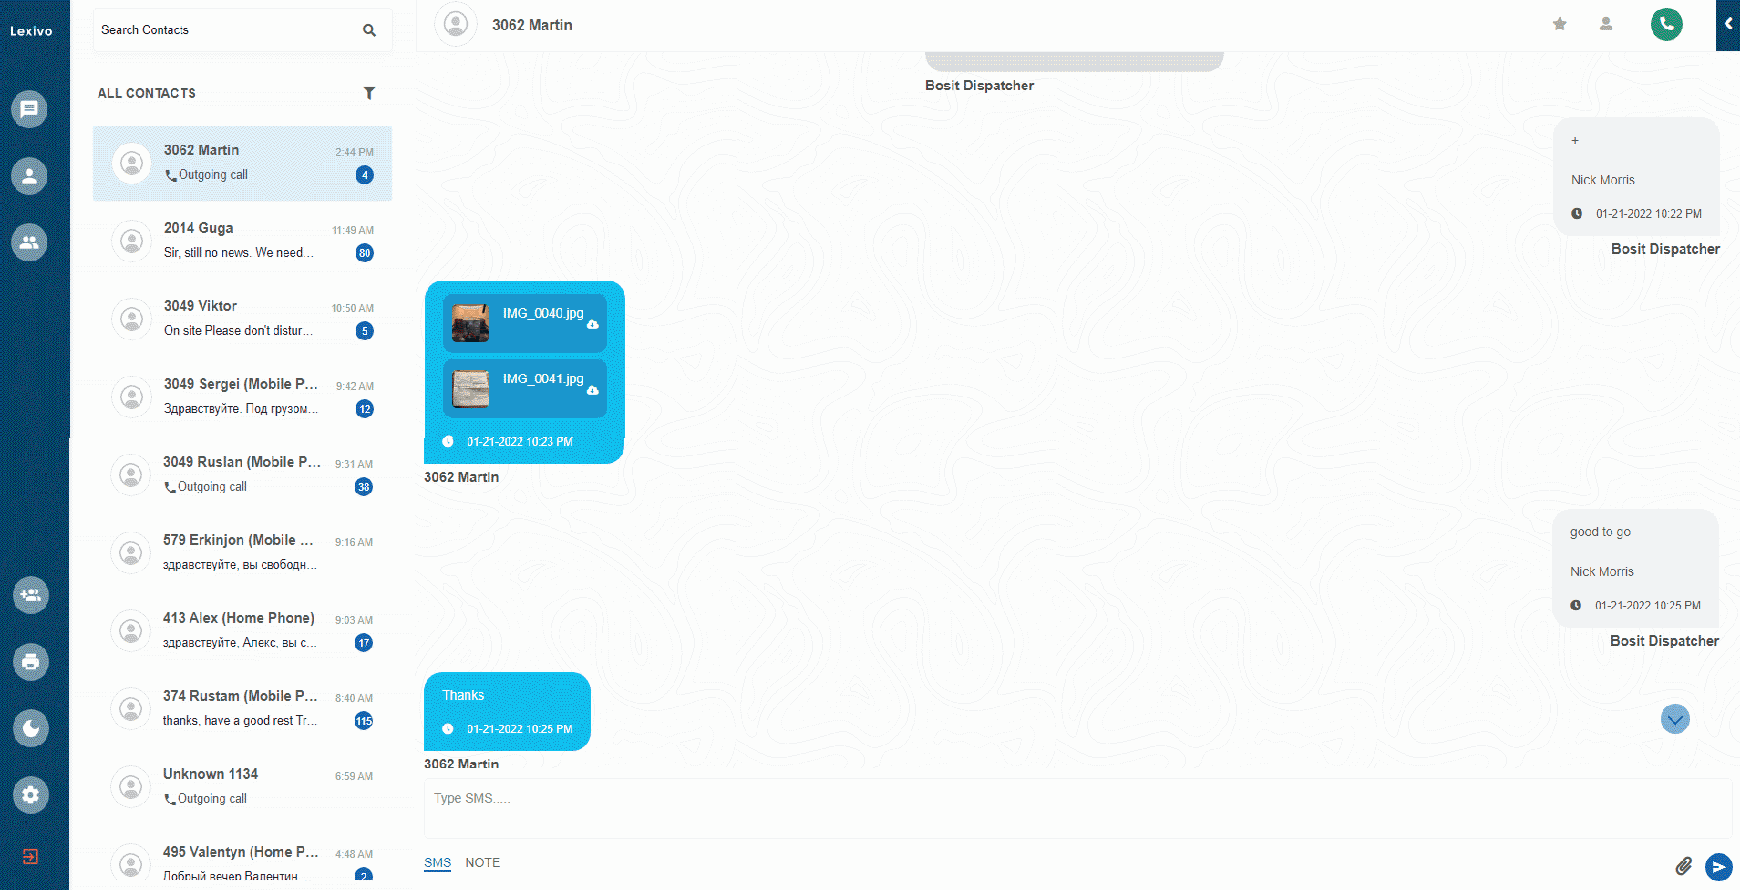 Lexivo
Search Contacts
ALL CONTACTS
3062 Martin
2:44 PM
Outgoing call
4
2014 Guga
11:49 AM
Sir, still no news. We need...
80
3049 Viktor
10:50 AM
On site Please don't distur...
5
3049 Sergei (Mobile P...
9:42 AM
Здравствуйте. Под грузом...
12
3049 Ruslan (Mobile P...
9:31 AM
Outgoing call
38
579 Erkinjon (Mobile ...
9:16 AM
здравствуйте, вы свободн...
413 Alex (Home Phone)
9:03 AM
здравствуйте, Алекс, вы с...
17
374 Rustam (Mobile P...
8:40 AM
thanks, have a good rest Tr...
115
Unknown 1134
6:59 AM
Outgoing call
495 Valentyn (Home P...
4:48 AM
Добрый вечер Валентин
2
3062 Martin
Bosit Dispatcher
+
Nick Morris
01-21-2022 10:22 PM
Bosit Dispatcher
IMG_0040.jpg
IMG_0041.jpg
01-21-2022 10:23 PM
3062 Martin
good to go
Nick Morris
01-21-2022 10:25 PM
Bosit Dispatcher
Thanks
01-21-2022 10:25 PM
3062 Martin
Type SMS.....
SMS NOTE